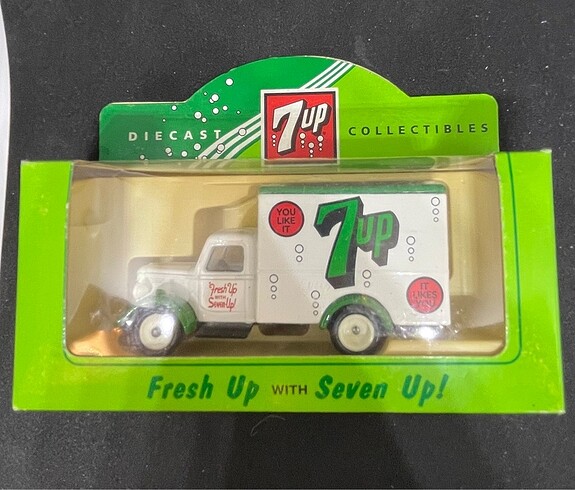 DIECAST 7UP COLLECTIBLES
YOU
LIKE
IT
7UP
IT
LIKES
YOU
Fresh Up
WITH
Seven Up!
Fresh Up WITH Seven Up!